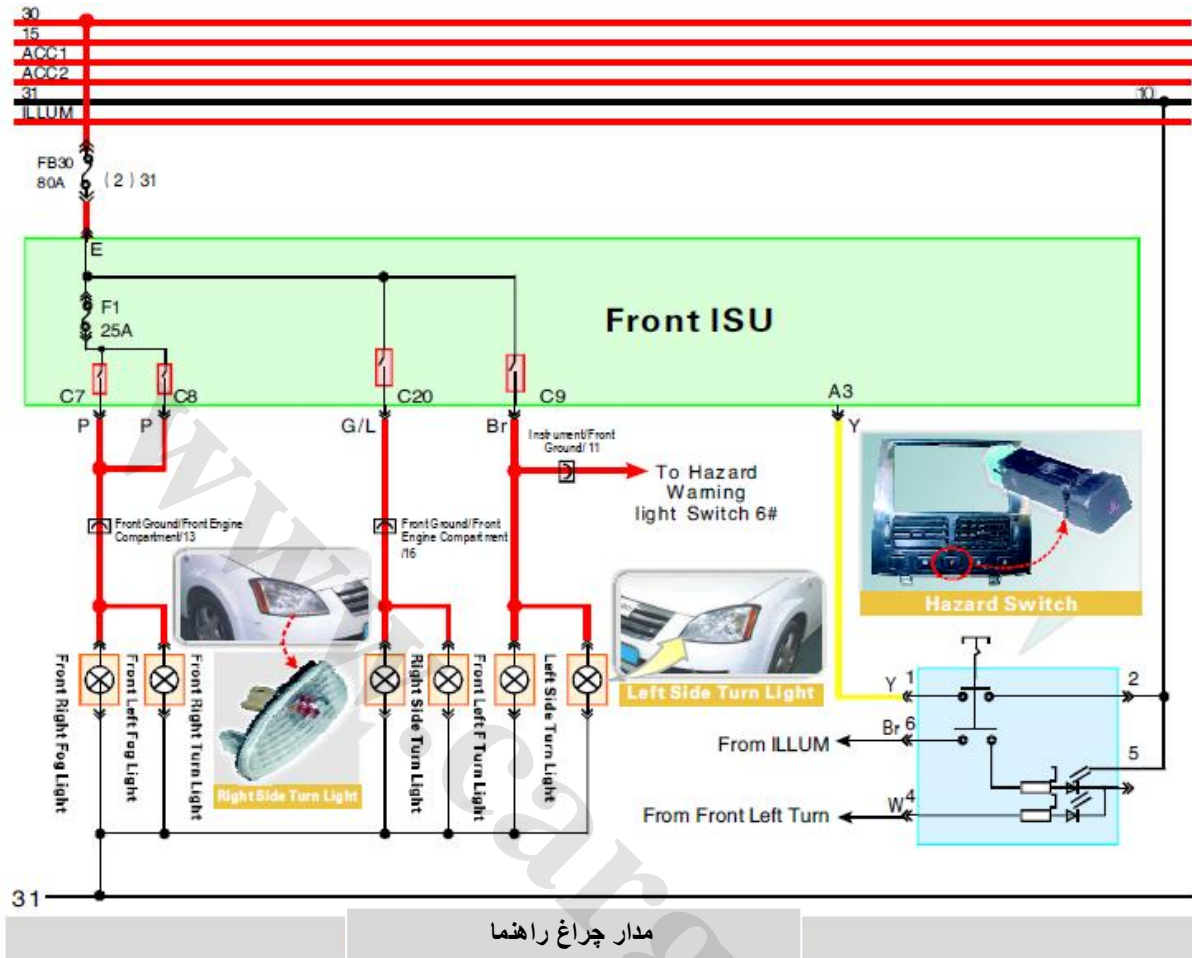 30
15
ACC1
ACC2
31
ILLUM
10
FB30
80A
( 2 ) 31
E
F1
25A
Front ISU
C7
C8
C20
C9
A3
P
P
G/L
Br
Y
Instrument/Front
Ground/ 11
To Hazard
Warning
light Switch 6#
Front Ground/Front Engine
Compartment/13
Front Ground/Front
Engine Compartment
/16
Hazard Switch
Left Side Turn Light
Right Side Turn Light
Front Right Fog Light
Front Left Fog Light
Front Right Turn Light
Right Side Turn Light
Front Left F Turn Light
Left Side Turn Light
Y 1
2
Br 6
From ILLUM
5
W 4
From Front Left Turn
31
مدار چراغ راهنما